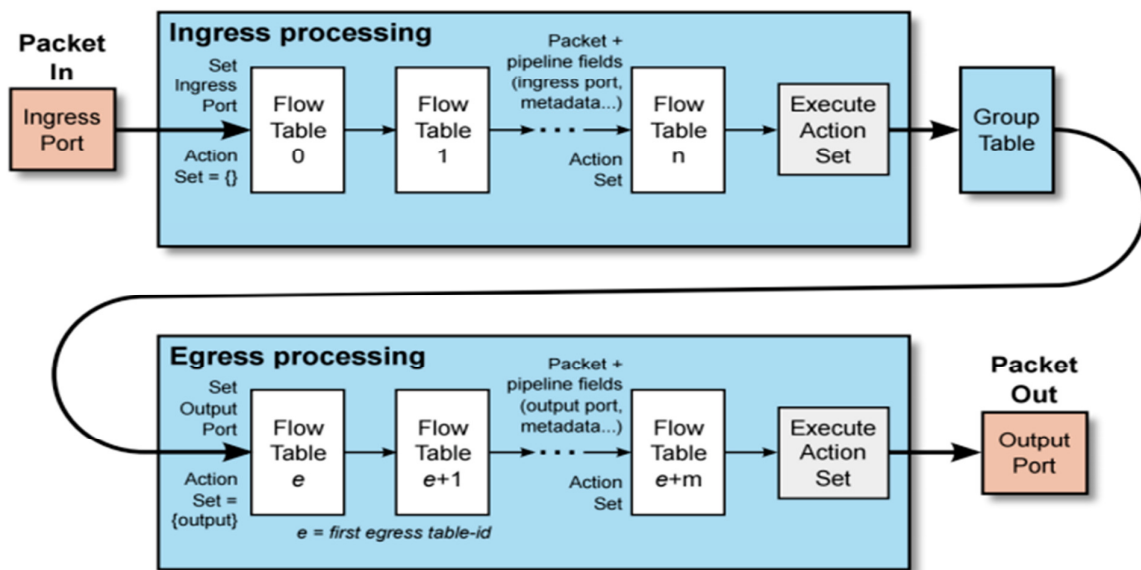 Ingress processing
Packet
In
Ingress
Port
Set
Ingress
Port
Action
Set = {}
Flow
Table
0
Flow
Table
1
Packet +
pipeline fields
(ingress port,
metadata...)
Action
Set
Flow
Table
n
Execute
Action
Set
Group
Table
Egress processing
Set
Output
Port
Action
Set =
{output}
Flow
Table
e
Flow
Table
e+1
e = first egress table-id
Packet +
pipeline fields
(output port,
metadata...)
Action
Set
Flow
Table
e+m
Execute
Action
Set
Packet
Out
Output
Port